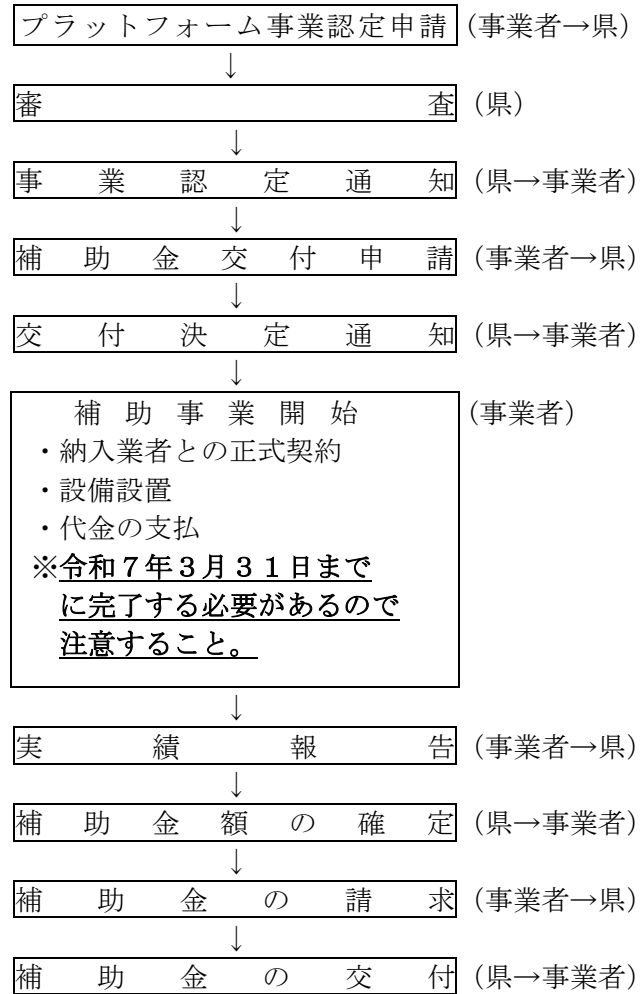 プラットフォーム事業認定申請（事業者→県）
↓
審査（県）
↓
事業認定通知（県→事業者）
↓
補助金交付申請（事業者→県）
↓
交付決定通知（県→事業者）
↓
補助事業開始（事業者）
・納入業者との正式契約
・設備設置
・代金の支払
※令和７年３月３１日まで
に完了する必要があるので
注意すること。
↓
実績報告（事業者→県）
↓
補助金額の確定（県→事業者）
↓
補助金の請求（事業者→県）
↓
補助金の交付（県→事業者）